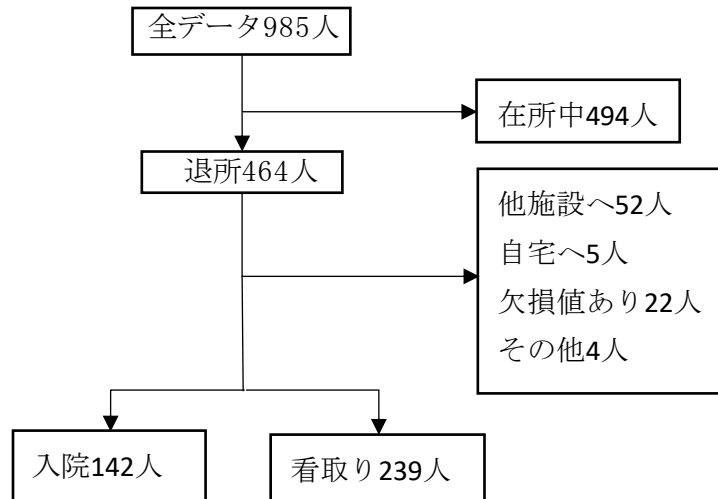 全データ985人
在所中494人
退所464人
他施設へ52人
自宅へ5人
欠損値あり22人
その他4人
入院142人
看取り239人